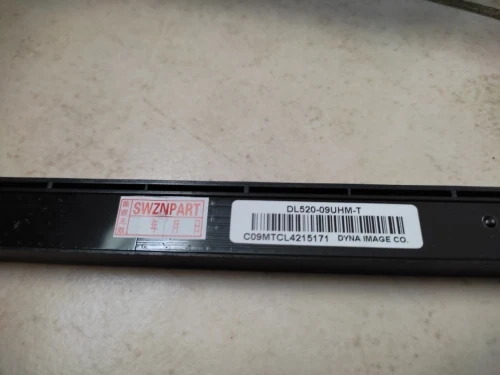 SWZNPART
DL520-09UHM-T
C09MTCL4215171 DYNA IMAGE CO.